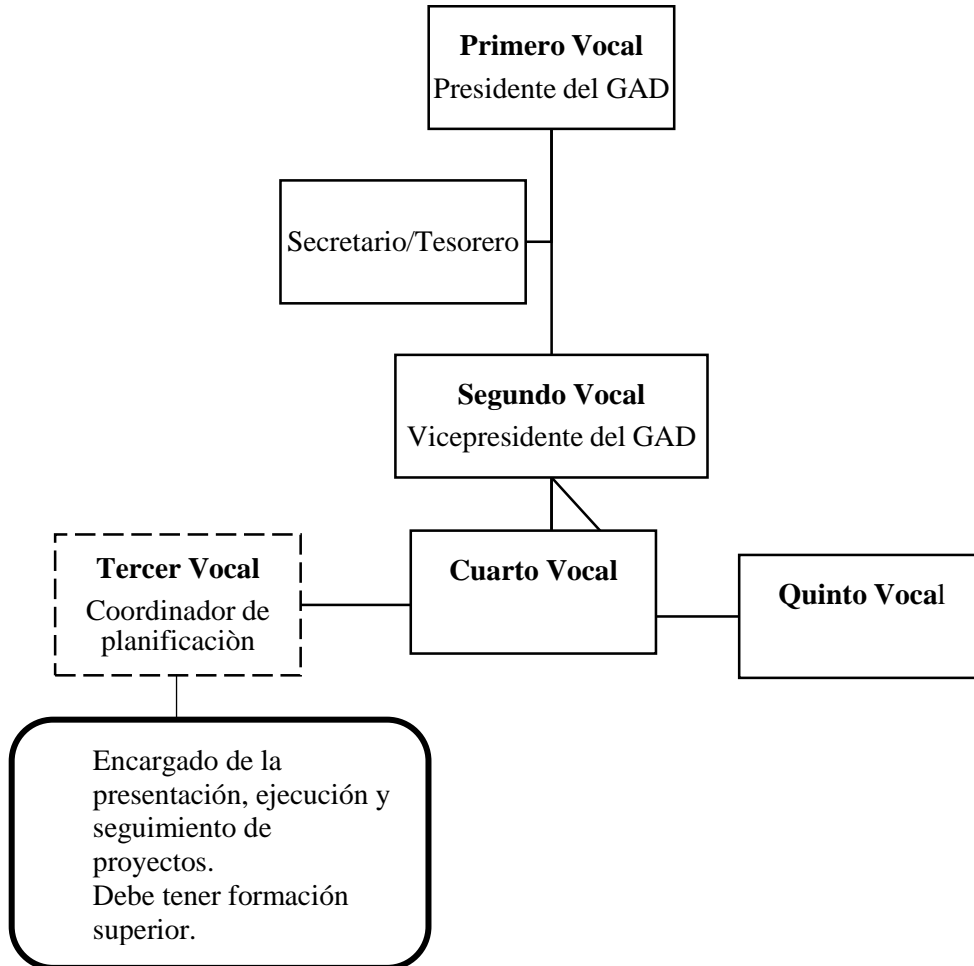 Primero Vocal
Presidente del GAD
Secretario/Tesorero
Segundo Vocal
Vicepresidente del GAD
Tercer Vocal
Coordinador de
planificaciòn
Cuarto Vocal
Quinto Vocal
Encargado de la
presentación, ejecución y
seguimiento de
proyectos.
Debe tener formación
superior.